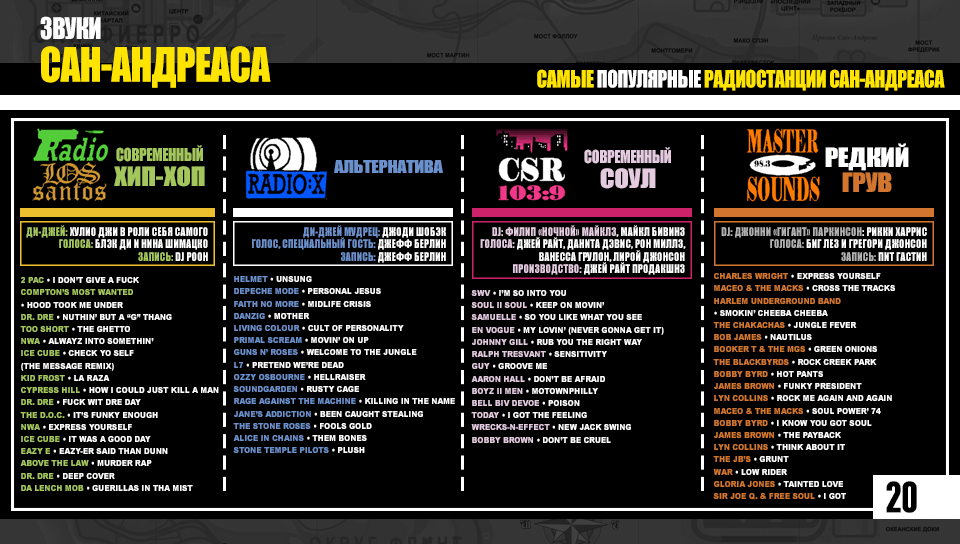 ЗВУКИ
САН-АНДРЕАСА
САМЫЕ ПОПУЛЯРНЫЕ РАДИОСТАНЦИИ САН-АНДРЕАСА
МОСТ МАРТИН
МОСТ ФЭЛЛОУ
МОНТГОМЕРИ
МАКО СПЭН
МОСТ
ФРЕДЕРИК
Radio
LOS
santos
СОВРЕМЕННЫЙ
ХИП-ХОП
ДИ-ДЖЕЙ: ХУЛИО ДЖИ В РОЛИ СЕБЯ САМОГО
ГОЛОСА: БЛЭК ДИ И НИНА ШИМАЦКО
ЗАПИСЬ: DJ POOH
2 PAC • I DON'T GIVE A FUCK
COMPTON'S MOST WANTED
• HOOD TOOK ME UNDER
DR. DRE • NUTHIN' BUT A “G” THANG
TOO SHORT • THE GHETTO
NWA • ALWAYZ INTO SOMETHIN'
ICE CUBE • CHECK YO SELF
(THE MESSAGE REMIX)
KID FROST • LA RAZA
CYPRESS HILL • HOW I COULD JUST KILL A MAN
DR. DRE • FUCK WIT DRE DAY
THE D.O.C. • IT'S FUNKY ENOUGH
NWA • EXPRESS YOURSELF
ICE CUBE • IT WAS A GOOD DAY
EAZY E • EAZY-ER SAID THAN DUNN
ABOVE THE LAW • MURDER RAP
DR. DRE • DEEP COVER
DA LENCH MOB • GUERILLAS IN THA MIST
RADIO:X
АЛЬТЕРНАТИВА
ДИ-ДЖЕЙ МУДРЕЦ: ДЖОДИ ШОБЭК
ГОЛОС, СПЕЦИАЛЬНЫЙ ГОСТЬ: ДЖЕФФ БЕРЛИН
ЗАПИСЬ: ДЖЕФФ БЕРЛИН
HELMET • UNSUNG
DEPECHE MODE • PERSONAL JESUS
FAITH NO MORE • MIDLIFE CRISIS
DANZIG • MOTHER
LIVING COLOUR • CULT OF PERSONALITY
PRIMAL SCREAM • MOVIN' ON UP
GUNS N' ROSES • WELCOME TO THE JUNGLE
L7 • PRETEND WE'RE DEAD
OZZY OSBOURNE • HELLRAISER
SOUNDGARDEN • RUSTY CAGE
RAGE AGAINST THE MACHINE • KILLING IN THE NAME
JANE'S ADDICTION • BEEN CAUGHT STEALING
THE STONE ROSES • FOOLS GOLD
ALICE IN CHAINS • THEM BONES
STONE TEMPLE PILOTS • PLUSH
CSR
103:9
СОВРЕМЕННЫЙ
СОУЛ
DJ: ФИЛИП «НОЧНОЙ» МАЙКЛЗ, МАЙКЛ БИВИНЗ
ГОЛОСА: ДЖЕЙ РАЙТ, ДАНИТА ДЭВИС, РОН МИЛЛЗ,
ВАНЕССА ГРУЛОН, ЛИРОЙ ДЖОНСОН
ПРОИЗВОДСТВО: ДЖЕЙ РАЙТ ПРОДАКШНЗ
SWV • I'M SO INTO YOU
SOUL II SOUL • KEEP ON MOVIN'
SAMUELLE • SO YOU LIKE WHAT YOU SEE
EN VOGUE • MY LOVIN' (NEVER GONNA GET IT)
JOHNNY GILL • RUB YOU THE RIGHT WAY
RALPH TRESVANT • SENSITIVITY
GUY • GROOVE ME
AARON HALL • DON'T BE AFRAID
BOYZ II MEN • MOTOWNPHILLY
BELL BIV DEVOE • POISON
TODAY • I GOT THE FEELING
WRECKS-N-EFFECT • NEW JACK SWING
BOBBY BROWN • DON'T BE CRUEL
MASTER
98.3
SOUNDS
РЕДКИЙ
ГРУВ
DJ: ДЖОННИ «ГИГАНТ» ПАРКИНСОН: РИККИ ХАРРИС
ГОЛОСА: БИГ ЛЕЗ И ГРЕГОРИ ДЖОНСОН
ЗАПИСЬ: ПИТ ГАСТИН
CHARLES WRIGHT • EXPRESS YOURSELF
MACEO & THE MACKS • CROSS THE TRACKS
HARLEM UNDERGROUND BAND
• SMOKIN' CHEEBA CHEEBA
THE CHAKACHAS • JUNGLE FEVER
BOB JAMES • NAUTILUS
BOOKER T & THE MGS • GREEN ONIONS
THE BLACKBYRDS • ROCK CREEK PARK
BOBBY BYRD • HOT PANTS
JAMES BROWN • FUNKY PRESIDENT
LYN COLLINS • ROCK ME AGAIN AND AGAIN
MACEO & THE MACKS • SOUL POWER' 74
BOBBY BYRD • I KNOW YOU GOT SOUL
JAMES BROWN • THE PAYBACK
LYN COLLINS • THINK ABOUT IT
THE JB'S • GRUNT
WAR • LOW RIDER
GLORIA JONES • TAINTED LOVE
SIR JOE Q. & FREE SOUL • I GOT
20
ОКЕАНСКИЕ ДОКИ